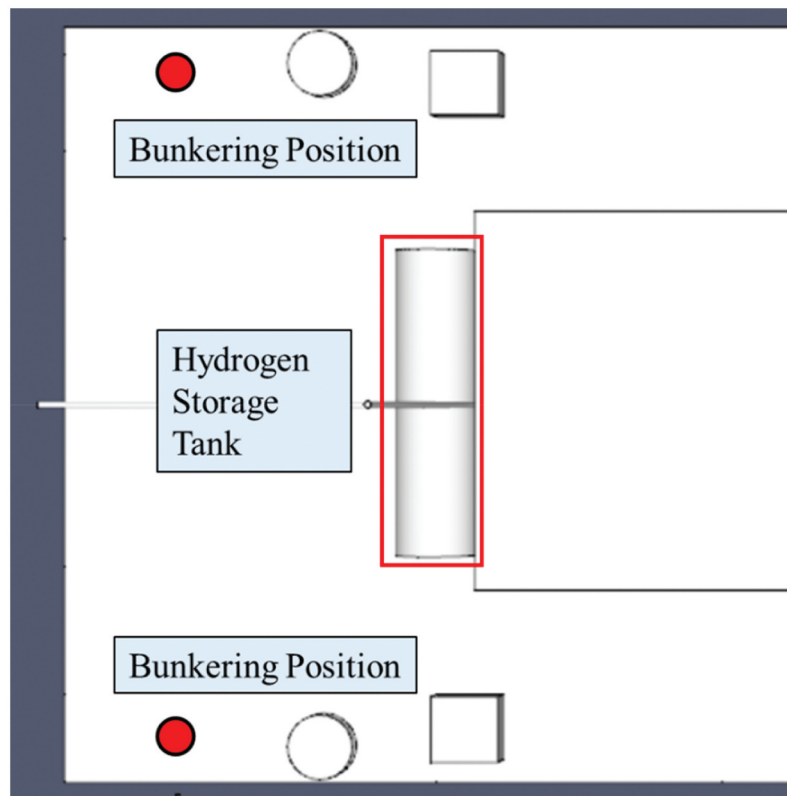 Bunkering Position
Hydrogen
Storage
Tank
Bunkering Position